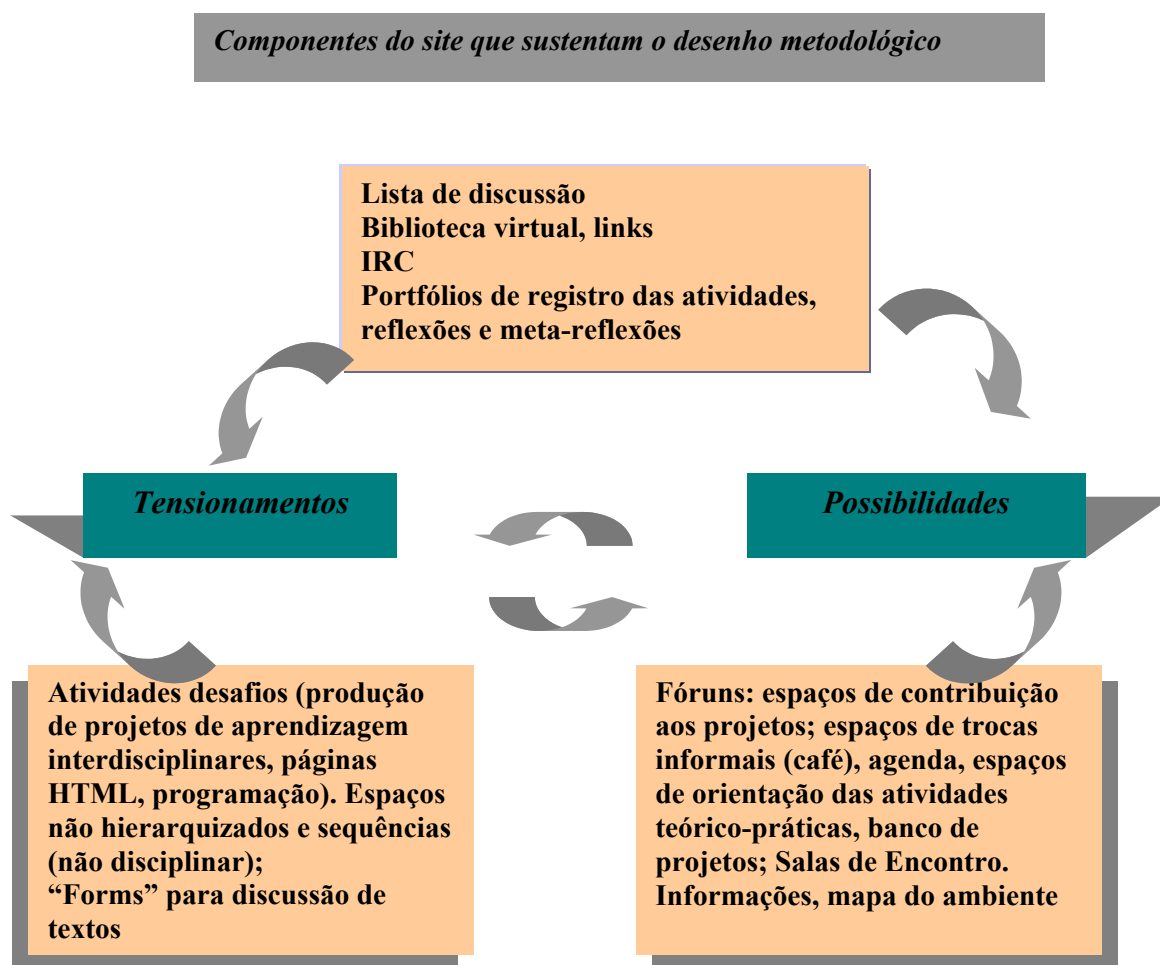 Componentes do site que sustentam o desenho metodológico
Lista de discussão
Biblioteca virtual, links
IRC
Portfólios de registro das atividades,
reflexões e meta-reflexões
Tensionamentos
Possibilidades
Atividades desafios (produção
de projetos de aprendizagem
interdisciplinares, páginas
HTML, programação). Espaços
não hierarquizados e sequências
(não disciplinar);
“Forms” para discussão de
textos
Fóruns: espaços de contribuição
aos projetos; espaços de trocas
informais (café), agenda, espaços
de orientação das atividades
teórico-práticas, banco de
projetos; Salas de Encontro.
Informações, mapa do ambiente